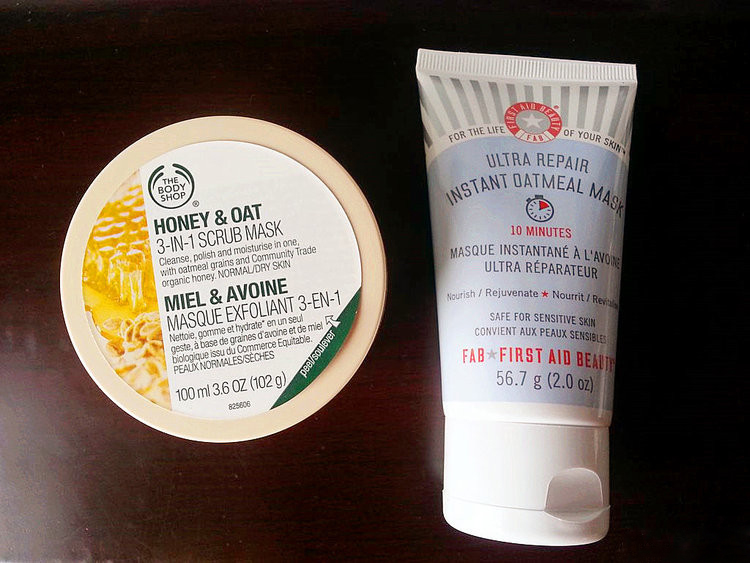 THE
BODY
SHOP
®
HONEY & OAT
3-IN-1 SCRUB MASK
Cleanse, polish and moisturise in one,
with oatmeal grains and Community Trade
organic honey. NORMAL/DRY SKIN
MIEL & AVOINE
MASQUE EXFOLIANT 3-EN-1
Nettoie, gomme et hydrate* en un seul
geste, à base de graines d'avoine et de miel
biologique issu du Commerce Equitable.
PEAUX NORMALES/SÈCHES
peel/soulever
100 ml 3.6 OZ (102 g)
825606
FIRST AID BEAUTY
FAB
FOR THE LIFE OF YOUR SKIN™
ULTRA REPAIR
INSTANT OATMEAL MASK
10 MINUTES
MASQUE INSTANTANÉ À L'AVOINE
ULTRA RÉPARATEUR
Nourish / Rejuvenate ★ Nourrit / Revitalise
SAFE FOR SENSITIVE SKIN
CONVIENT AUX PEAUX SENSIBLES
FAB★FIRST AID BEAUTY
56.7 g (2.0 oz)